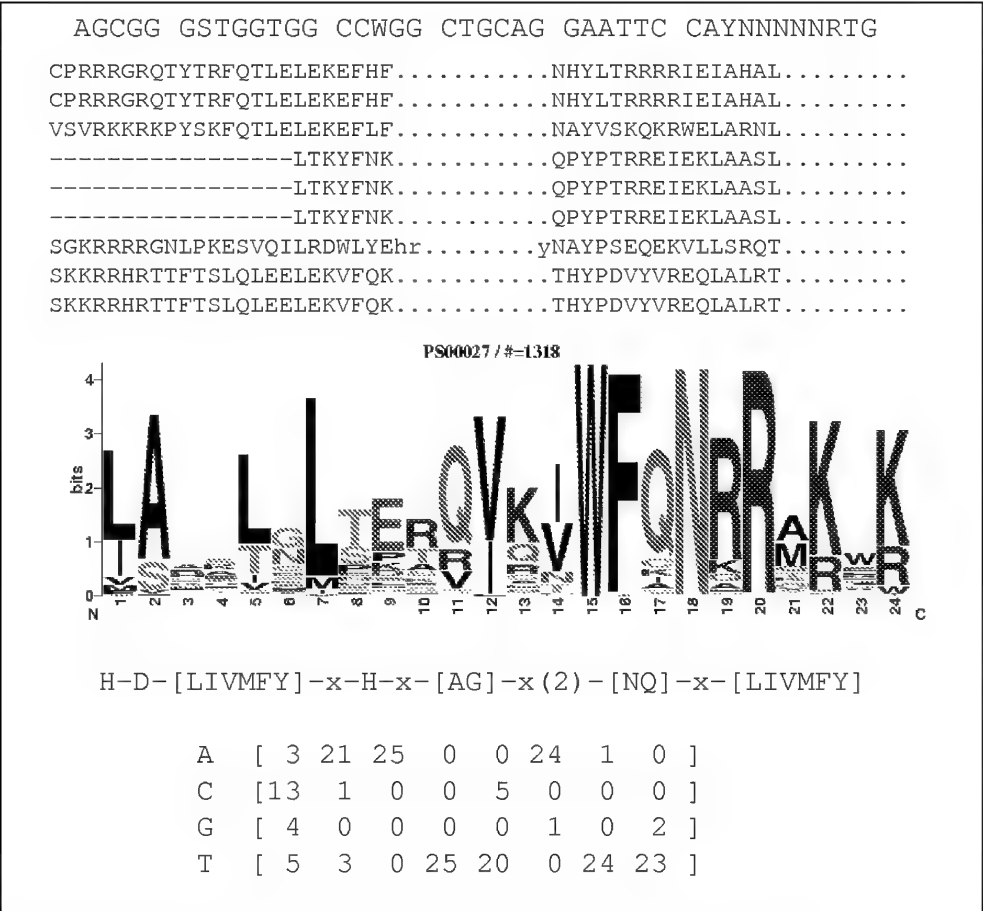 AGCGG GSTGGTGG CCWGG CTGCAG GAATTC CAYNNNNNRTG
CPRRRGRQTYTRFQTLELEKEFHF...........NHYLTRRRRIEIAHAL.........
CPRRRGRQTYTRFQTLELEKEFHF...........NHYLTRRRRIEIAHAL.........
VSVRKKRKPYSKFQTLELEKEFLF...........NAYVSKQKRWELARNL.........
-----------------LTKYFNK...........QPYPTRREIEKLAASL.........
-----------------LTKYFNK...........QPYPTRREIEKLAASL.........
-----------------LTKYFNK...........QPYPTRREIEKLAASL.........
SGKRRRRGNLPKESVQILRDWLYEhr........yNAYPSEQEKVLLSRQT.........
SKKRRHRTTFTSLQLEELEKVFQK...........THYPDVYVREQLALRT.........
SKKRRHRTTFTSLQLEELEKVFQK...........THYPDVYVREQLALRT.........
PS00027 / #=1318
4
3
2
1
0
bits
N 1 2 3 4 5 6 7 8 9 10 11 12 13 14 15 16 17 18 19 20 21 22 23 24 C
H-D-[LIVMFY]-x-H-x-[AG]-x(2)-[NQ]-x-[LIVMFY]
A [ 3 21 25 0 0 24 1 0 ]
C [13 1 0 0 5 0 0 0 ]
G [ 4 0 0 0 0 1 0 2 ]
T [ 5 3 0 25 20 0 24 23 ]